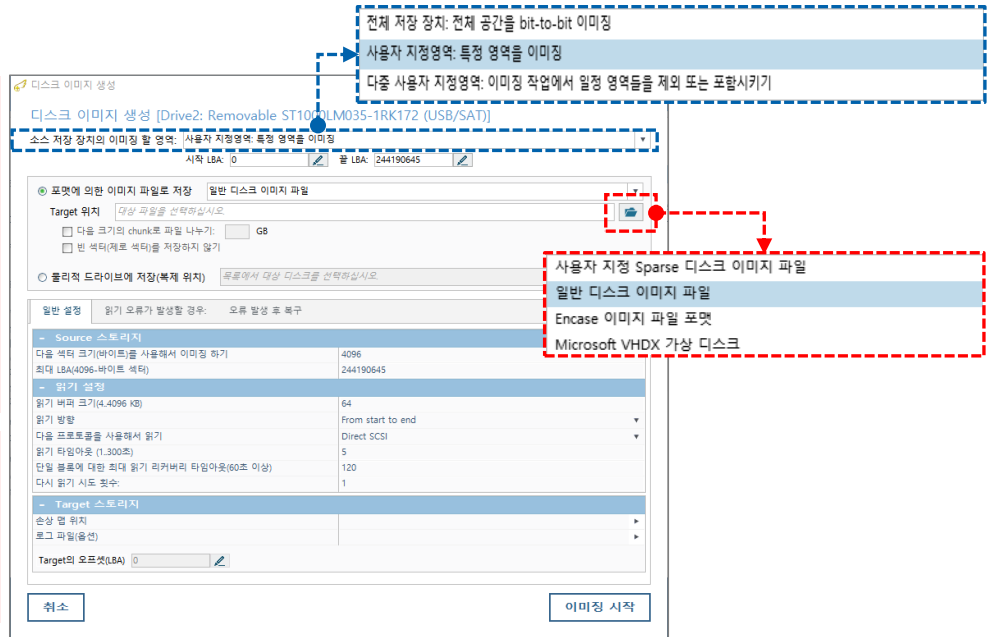 전체 저장 장치: 전체 공간을 bit-to-bit 이미징
사용자 지정영역: 특정 영역을 이미징
다중 사용자 지정영역: 이미징 작업에서 일정 영역들을 제외 또는 포함시키기
디스크 이미지 생성
디스크 이미지 생성 [Drive2: Removable ST1000LM035-1RK172 (USB/SAT)]
소스 저장 장치의 이미징 할 영역: 사용자 지정영역: 특정 영역을 이미징
시작 LBA: 0 끝 LBA: 244190645
포맷에 의한 이미지 파일로 저장 일반 디스크 이미지 파일
Target 위치 대상 파일을 선택하십시오.
다음 크기의 chunk로 파일 나누기: GB
빈 섹터(제로 섹터)를 저장하지 않기
물리적 드라이브에 저장(복제 위치) 목록에서 대상 디스크를 선택하십시오.
사용자 지정 Sparse 디스크 이미지 파일
일반 디스크 이미지 파일
Encase 이미지 파일 포맷
Microsoft VHDX 가상 디스크
일반 설정 읽기 오류가 발생할 경우: 오류 발생 후 복구
− Source 스토리지
다음 섹터 크기(바이트)를 사용해서 이미징 하기 4096
최대 LBA(4096-바이트 섹터) 244190645
− 읽기 설정
읽기 버퍼 크기(4..4096 KB) 64
읽기 방향 From start to end
다음 프로토콜을 사용해서 읽기 Direct SCSI
읽기 타임아웃 (1..300초) 5
단일 블록에 대한 최대 읽기 리커버리 타임아웃(60초 이상) 120
다시 읽기 시도 횟수: 1
− Target 스토리지
손상 맵 위치
로그 파일(옵션)
Target의 오프셋(LBA) 0
취소 이미징 시작